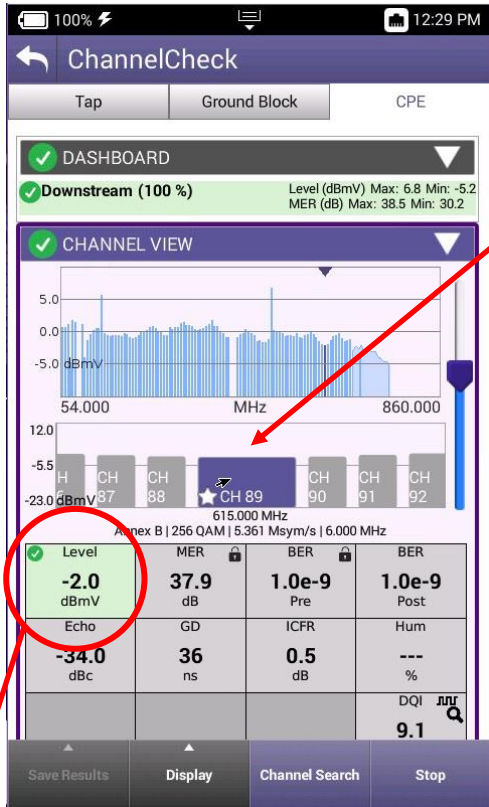 100% 12:29 PM
ChannelCheck
Tap Ground Block CPE
DASHBOARD
Downstream (100 %) Level (dBmV) Max: 6.8 Min: -5.2
MER (dB) Max: 38.5 Min: 30.2
CHANNEL VIEW
5.0
0.0
-5.0 dBmV
54.000 MHz 860.000
12.0
-5.5
H CH CH CH CH CH
-23.0 dBmV 87 88 CH 89 90 91 92
615.000 MHz
Annex B | 256 QAM | 5.361 Msym/s | 6.000 MHz
Level MER BER BER
-2.0 37.9 1.0e-9 1.0e-9
dBmV dB Pre Post
Echo GD ICFR Hum
-34.0 36 0.5 ---
dBc ns dB %
DQI
9.1
Save Results Display Channel Search Stop